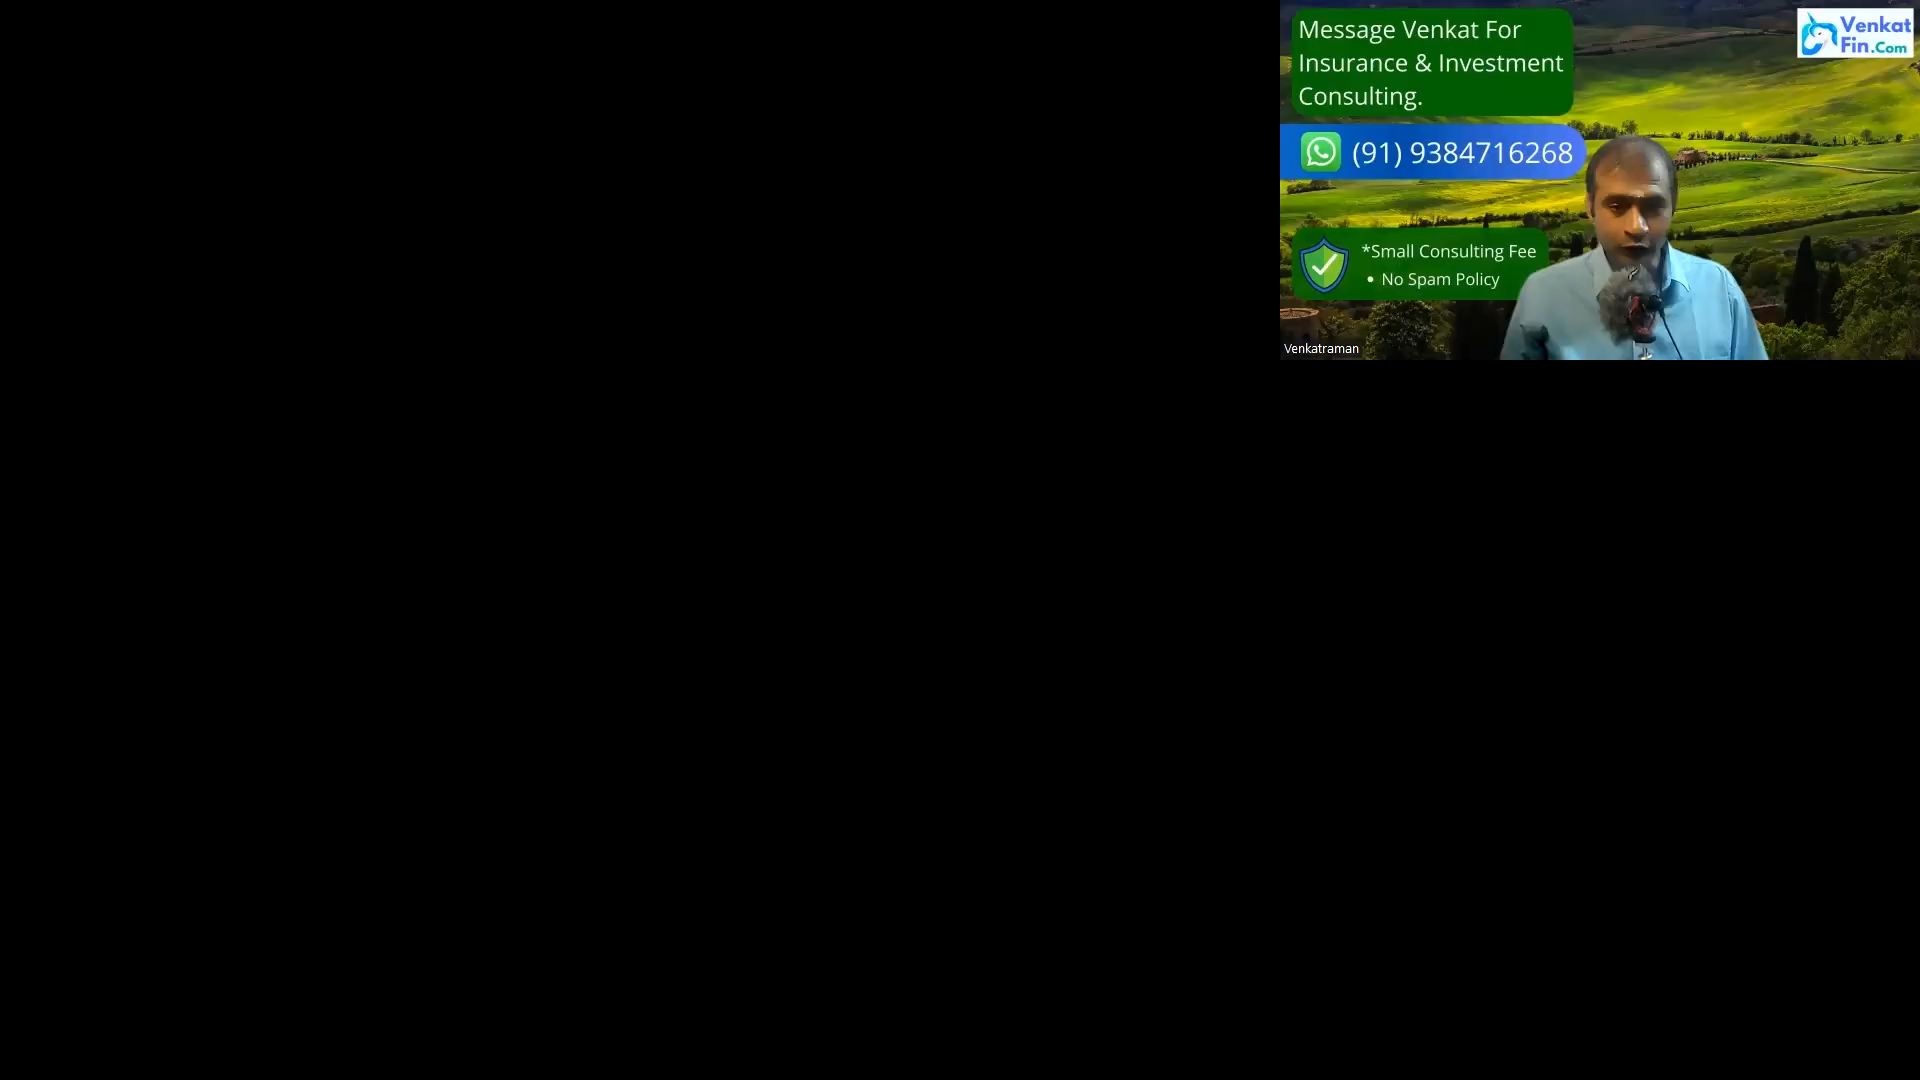 Message Venkat For
Insurance & Investment
Consulting.
(91) 9384716268
*Small Consulting Fee
• No Spam Policy
Venkatraman
Venkat
Fin.Com